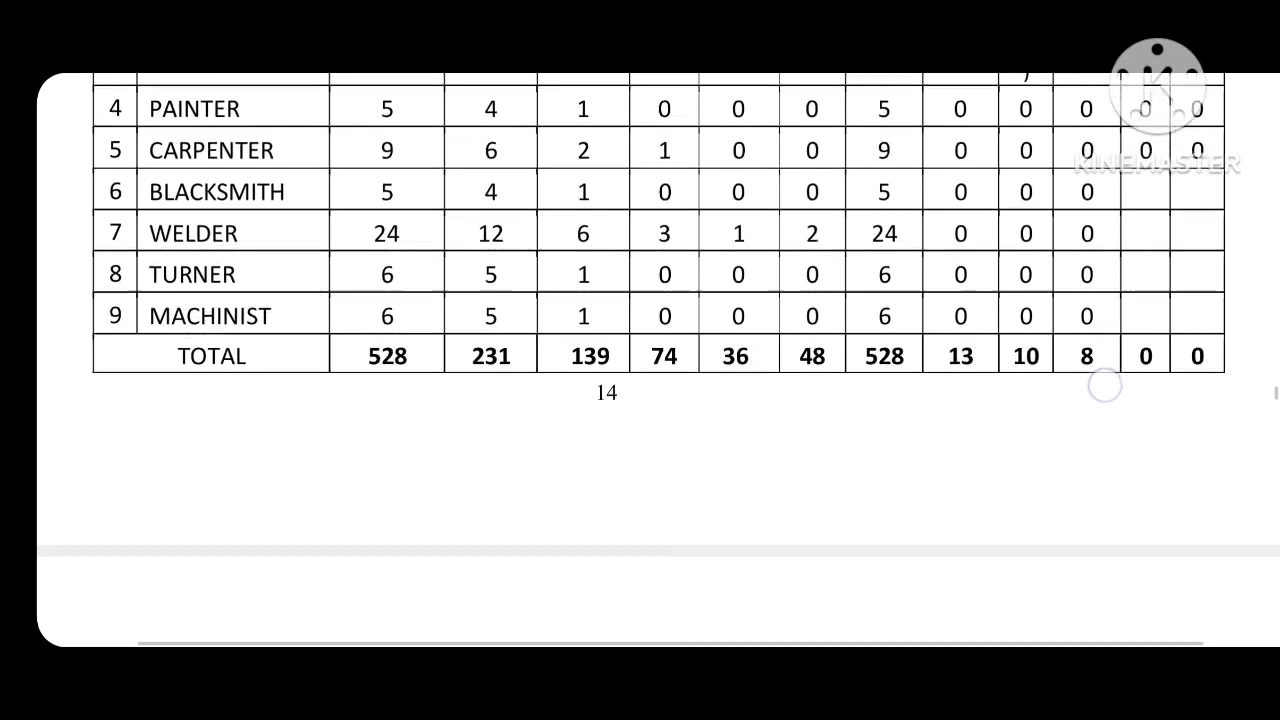 4 PAINTER 5 4 1 0 0 0 5 0 0 0 0 0
5 CARPENTER 9 6 2 1 0 0 9 0 0 0 0 0
6 BLACKSMITH 5 4 1 0 0 0 5 0 0 0
7 WELDER 24 12 6 3 1 2 24 0 0 0
8 TURNER 6 5 1 0 0 0 6 0 0 0
9 MACHINIST 6 5 1 0 0 0 6 0 0 0
TOTAL 528 231 139 74 36 48 528 13 10 8 0 0
14
K
KINEMASTER